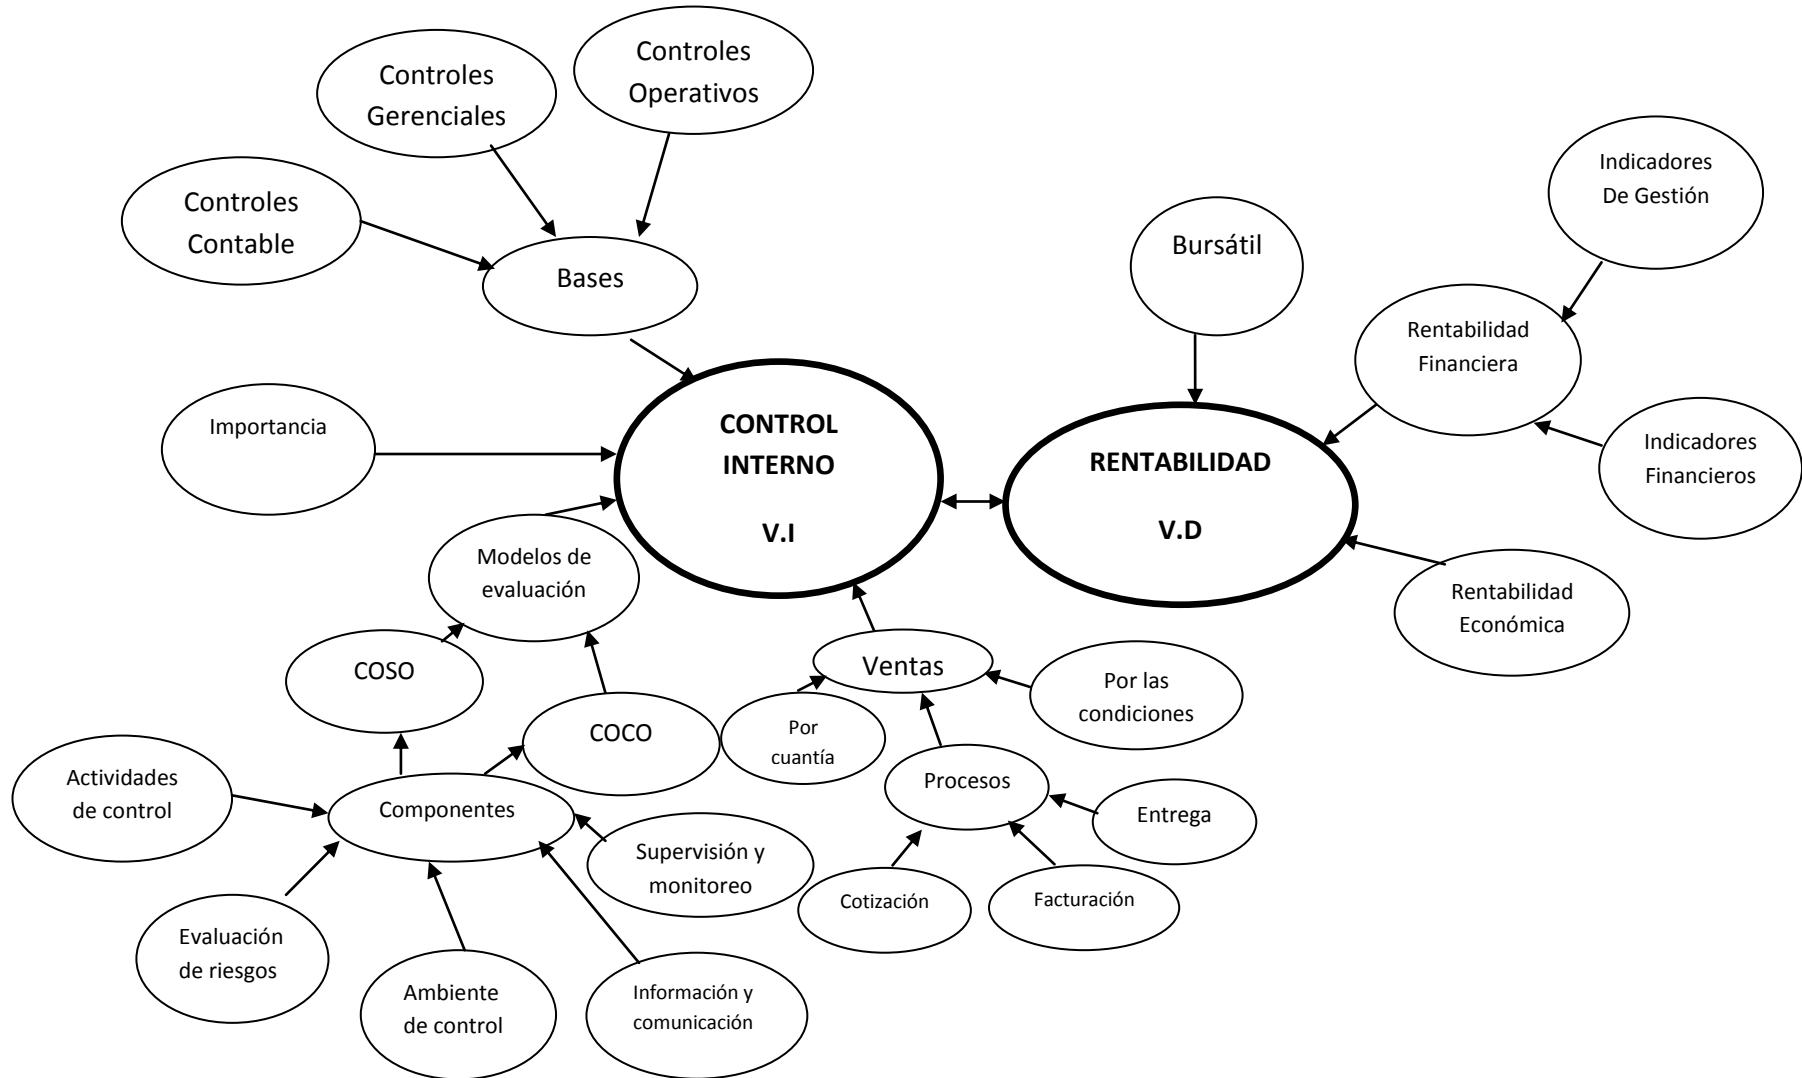 Controles
Operativos
Controles
Gerenciales
Controles
Contable
Bases
Indicadores
De Gestión
Bursátil
Rentabilidad
Financiera
Importancia
CONTROL
INTERNO
V.I
RENTABILIDAD
V.D
Indicadores
Financieros
Modelos de
evaluación
Rentabilidad
Económica
COSO
COCO
Ventas
Por las
condiciones
Por
cuantía
Procesos
Entrega
Actividades
de control
Componentes
Supervisión y
monitoreo
Cotización
Facturación
Evaluación
de riesgos
Ambiente
de control
Información y
comunicación